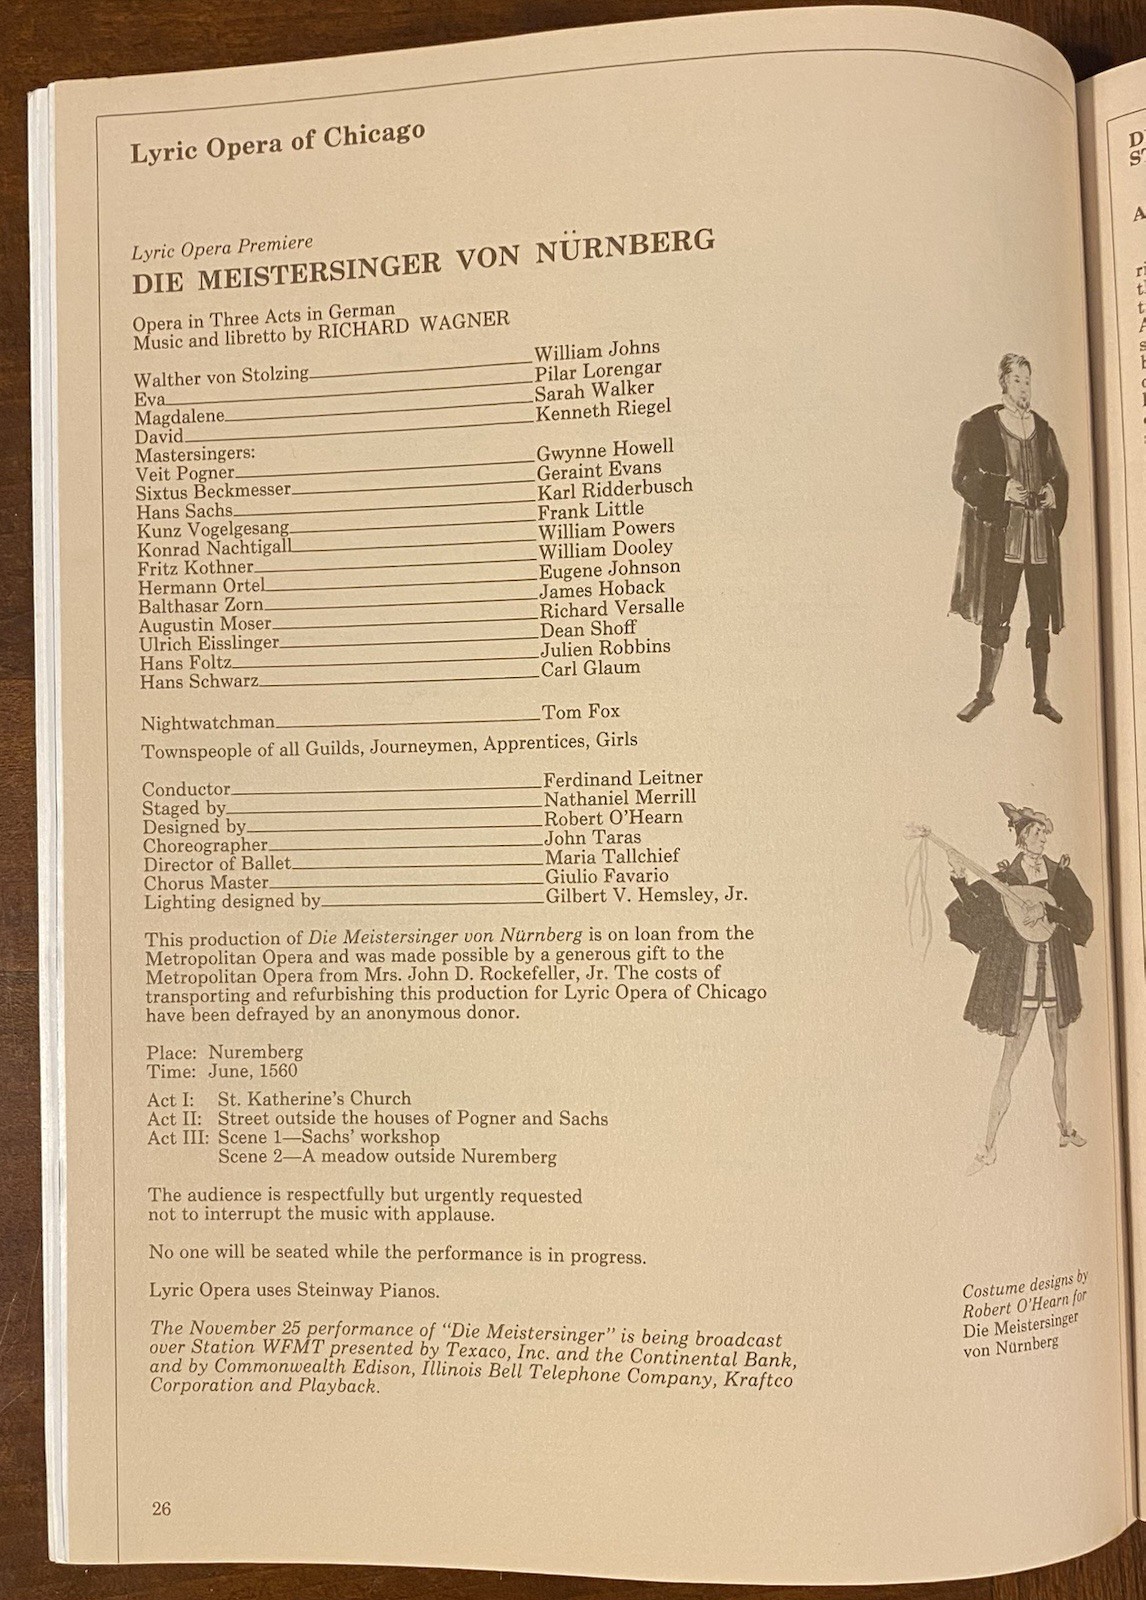 Lyric Opera of Chicago
Lyric Opera Premiere
DIE MEISTERSINGER VON NÜRNBERG
Opera in Three Acts in German
Music and libretto by RICHARD WAGNER
Walther von Stolzing William Johns
Eva Pilar Lorengar
Magdalene Sarah Walker
David Kenneth Riegel
Mastersingers:
Veit Pogner Gwynne Howell
Sixtus Beckmesser Geraint Evans
Hans Sachs Karl Ridderbusch
Kunz Vogelgesang Frank Little
Konrad Nachtigall William Powers
Fritz Kothner William Dooley
Hermann Ortel Eugene Johnson
Balthasar Zorn James Hoback
Augustin Moser Richard Versalle
Ulrich Eisslinger Dean Shoff
Hans Foltz Julien Robbins
Hans Schwarz Carl Glaum
Nightwatchman Tom Fox
Townspeople of all Guilds, Journeymen, Apprentices, Girls
Conductor Ferdinand Leitner
Staged by Nathaniel Merrill
Designed by Robert O'Hearn
Choreographer John Taras
Director of Ballet Maria Tallchief
Chorus Master Giulio Favario
Lighting designed by Gilbert V. Hemsley, Jr.
This production of Die Meistersinger von Nürnberg is on loan from the
Metropolitan Opera and was made possible by a generous gift to the
Metropolitan Opera from Mrs. John D. Rockefeller, Jr. The costs of
transporting and refurbishing this production for Lyric Opera of Chicago
have been defrayed by an anonymous donor.
Place: Nuremberg
Time: June, 1560
Act I: St. Katherine's Church
Act II: Street outside the houses of Pogner and Sachs
Act III: Scene 1—Sachs' workshop
Scene 2—A meadow outside Nuremberg
The audience is respectfully but urgently requested
not to interrupt the music with applause.
No one will be seated while the performance is in progress.
Lyric Opera uses Steinway Pianos.
The November 25 performance of "Die Meistersinger" is being broadcast
over Station WFMT presented by Texaco, Inc. and the Continental Bank,
and by Commonwealth Edison, Illinois Bell Telephone Company, Kraftco
Corporation and Playback.
Costume designs by
Robert O'Hearn for
Die Meistersinger
von Nürnberg
26